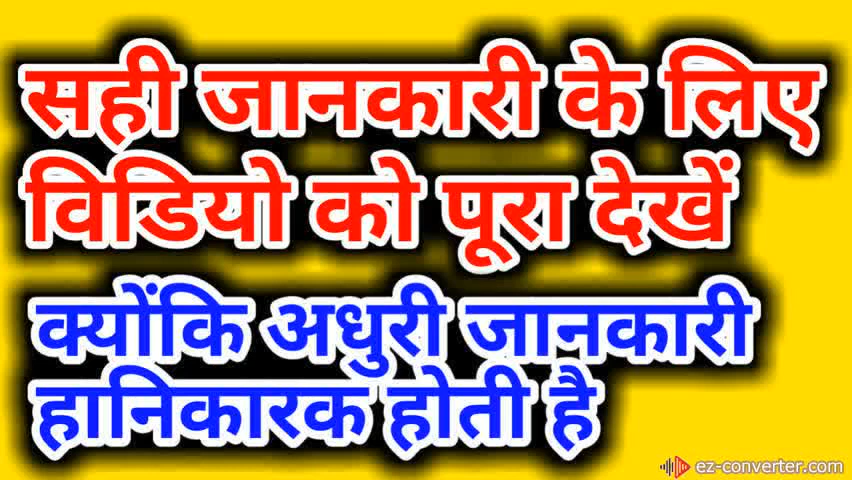 सही जानकारी के लिए
विडियो को पूरा देखें
क्योंकि अधुरी जानकारी
हानिकारक होती है
ez-converter.com